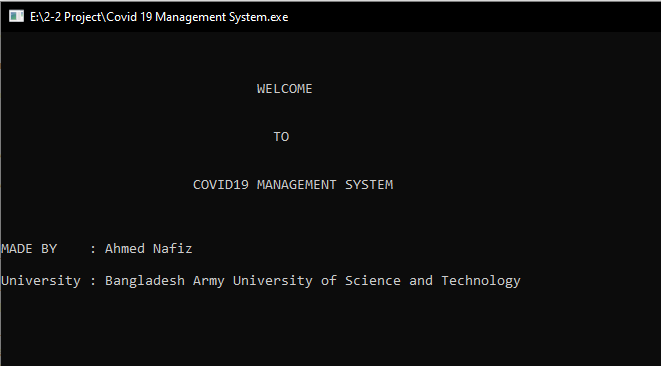 E:\2-2 Project\Covid 19 Management System.exe
WELCOME
TO
COVID19 MANAGEMENT SYSTEM
MADE BY    : Ahmed Nafiz
University : Bangladesh Army University of Science and Technology